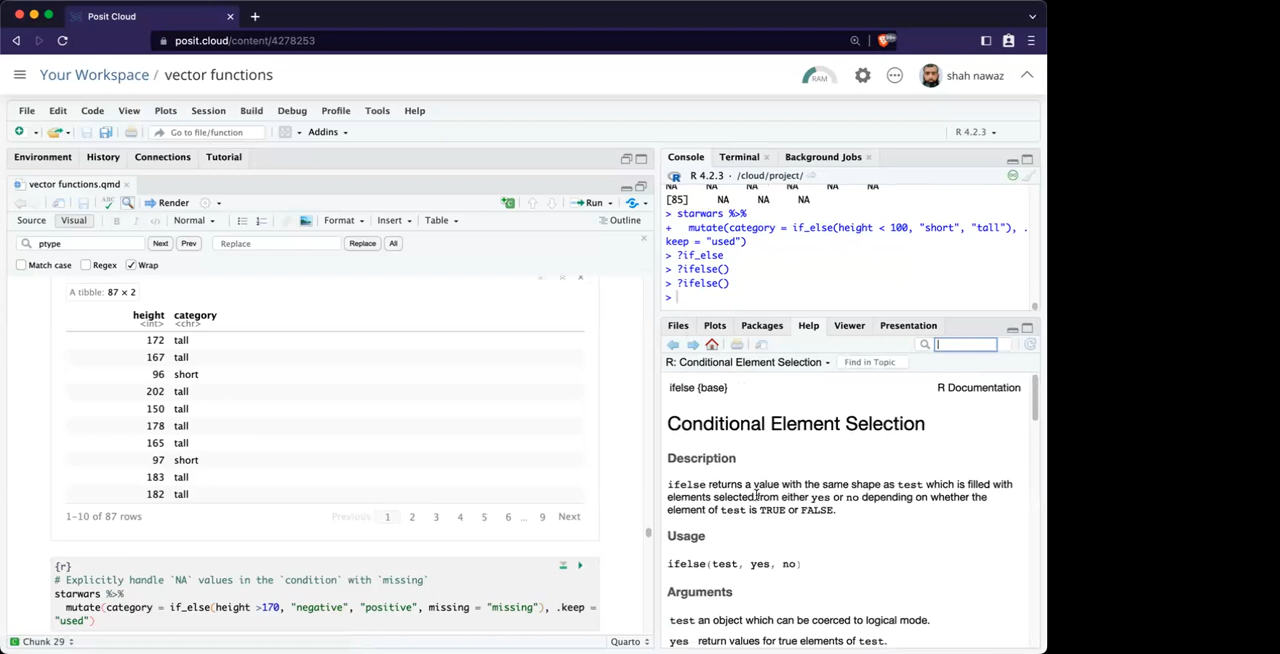 Posit Cloud
posit.cloud/content/4278253
Your Workspace / vector functions
RAM
shah nawaz
File Edit Code View Plots Session Build Debug Profile Tools Help
Go to file/function
Addins
R 4.2.3
Environment History Connections Tutorial
vector functions.qmd
Render
Run
Source Visual B I </> Normal Format Insert Table Outline
ptype Next Prev Replace Replace All
Match case Regex Wrap
A tibble: 87 × 2
height category
<int> <chr>
172 tall
167 tall
96 short
202 tall
150 tall
178 tall
165 tall
97 short
183 tall
182 tall
1-10 of 87 rows
Previous 1 2 3 4 5 6 ... 9 Next
{r}
# Explicitly handle `NA` values in the `condition` with `missing`
starwars %>%
mutate(category = if_else(height >170, "negative", "positive", missing = "missing"), .keep =
"used")
Chunk 29
Quarto
Console Terminal Background Jobs
R 4.2.3 · /cloud/project/
NA NA NA NA NA NA
[85] NA NA NA
> starwars %>%
+ mutate(category = if_else(height < 100, "short", "tall"), .
keep = "used")
> ?if_else
> ?ifelse()
> ?ifelse()
>
Files Plots Packages Help Viewer Presentation
R: Conditional Element Selection Find in Topic
ifelse {base} R Documentation
Conditional Element Selection
Description
ifelse returns a value with the same shape as test which is filled with
elements selected from either yes or no depending on whether the
element of test is TRUE or FALSE.
Usage
ifelse(test, yes, no)
Arguments
test an object which can be coerced to logical mode.
yes return values for true elements of test.